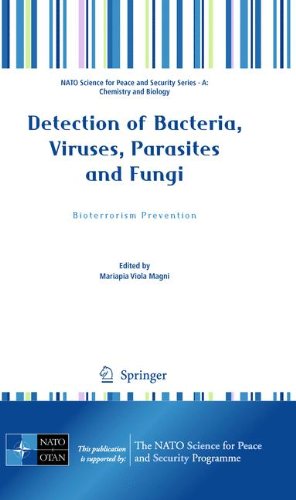 NATO Science for Peace and Security Series - A:
Chemistry and Biology
Detection of Bacteria,
Viruses, Parasites
and Fungi
Bioterrorism Prevention
Edited by
Mariapia Viola Magni
Springer
NATO
OTAN
This publication
is supported by:
The NATO Science for Peace
and Security Programme